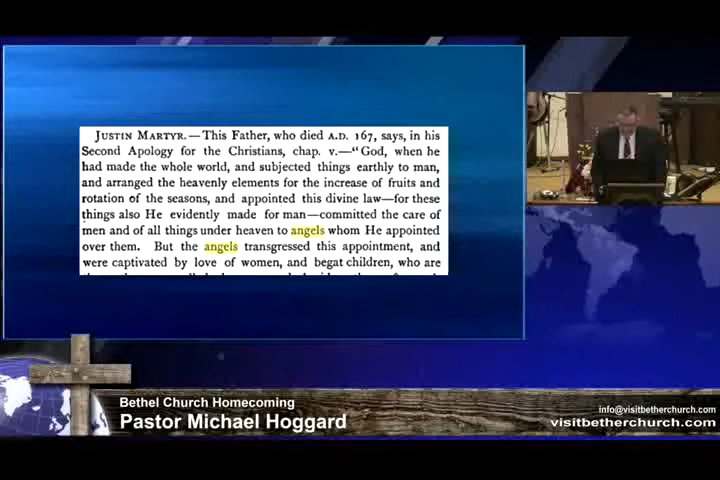 JUSTIN MARTYR.—This Father, who died A.D. 167, says, in his
Second Apology for the Christians, chap. v.—“God, when he
had made the whole world, and subjected things earthly to man,
and arranged the heavenly elements for the increase of fruits and
rotation of the seasons, and appointed this divine law—for these
things also He evidently made for man—committed the care of
men and of all things under heaven to angels whom He appointed
over them. But the angels transgressed this appointment, and
were captivated by love of women, and begat children, who are
Bethel Church Homecoming
Pastor Michael Hoggard
info@visitbetherchurch.com
visitbetherchurch.com